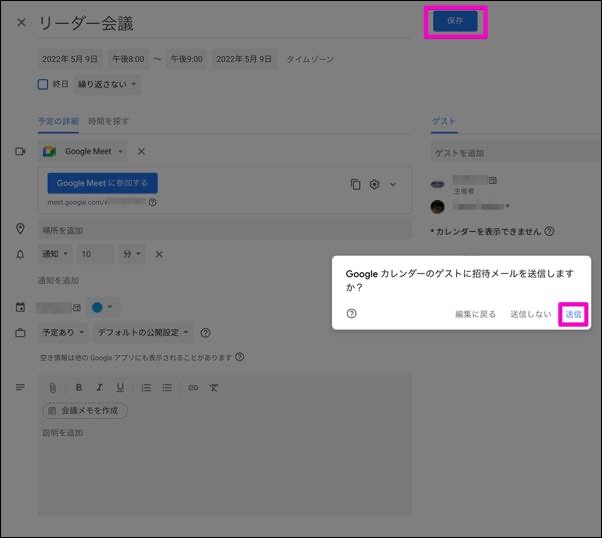 リーダー会議
保存
2022年 5月 9日 午後8:00 〜 午後9:00 2022年 5月 9日 タイムゾーン
終日 繰り返さない
予定の詳細 時間を探す
ゲスト
Google Meet
ゲストを追加
Google Meet に参加する
主催者
meet.google.com/
*
場所を追加
* カレンダーを表示できません
通知 10 分
通知を追加
Google カレンダーのゲストに招待メールを送信します
か？
編集に戻る 送信しない 送信
予定あり デフォルトの公開設定
空き情報は他の Google アプリにも表示されることがあります
B I U
会議メモを作成
説明を追加